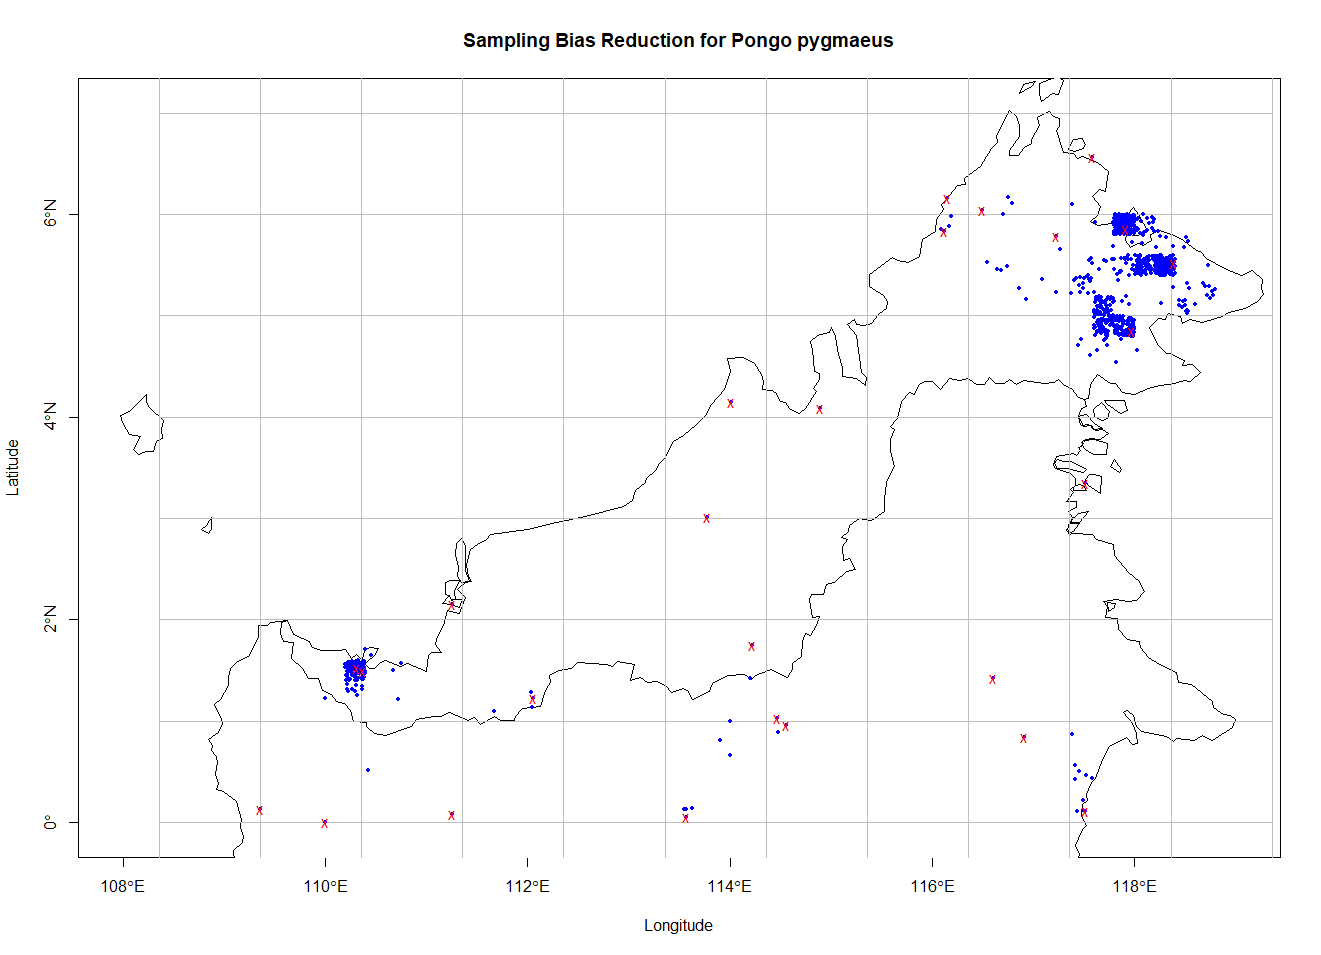 Sampling Bias Reduction for Pongo pygmaeus
6°N
4°N
2°N
0°
Latitude
108°E 110°E 112°E 114°E 116°E 118°E
Longitude